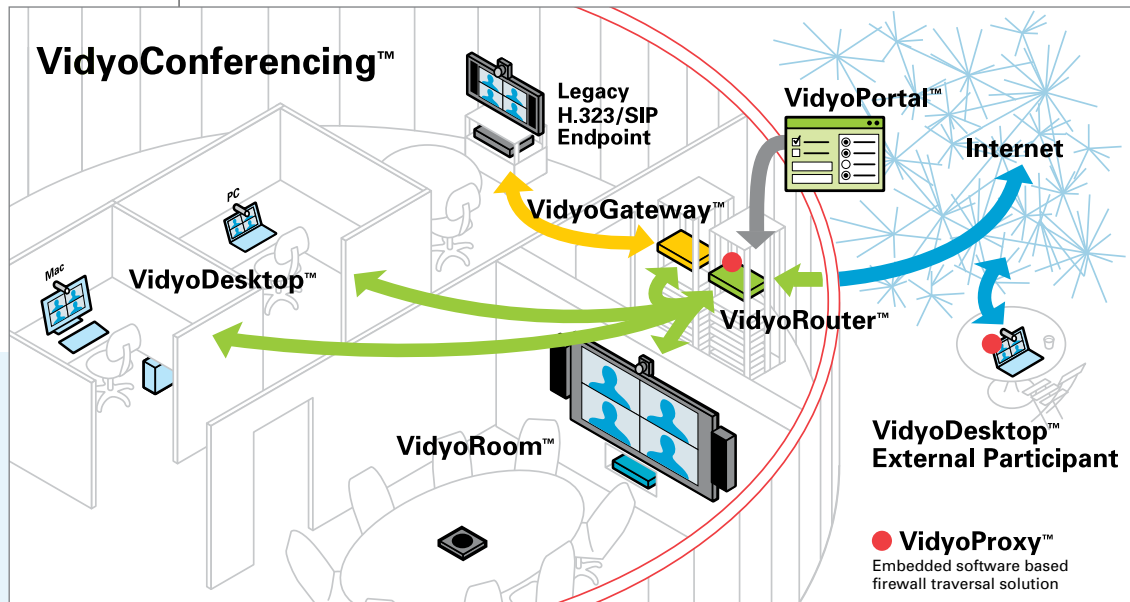 VidyoConferencing™
Legacy
H.323/SIP
Endpoint
VidyoPortal™
Internet
PC
VidyoGateway™
Mac
VidyoDesktop™
VidyoRouter™
VidyoRoom™
VidyoDesktop™
External Participant
VidyoProxy™
Embedded software based
firewall traversal solution